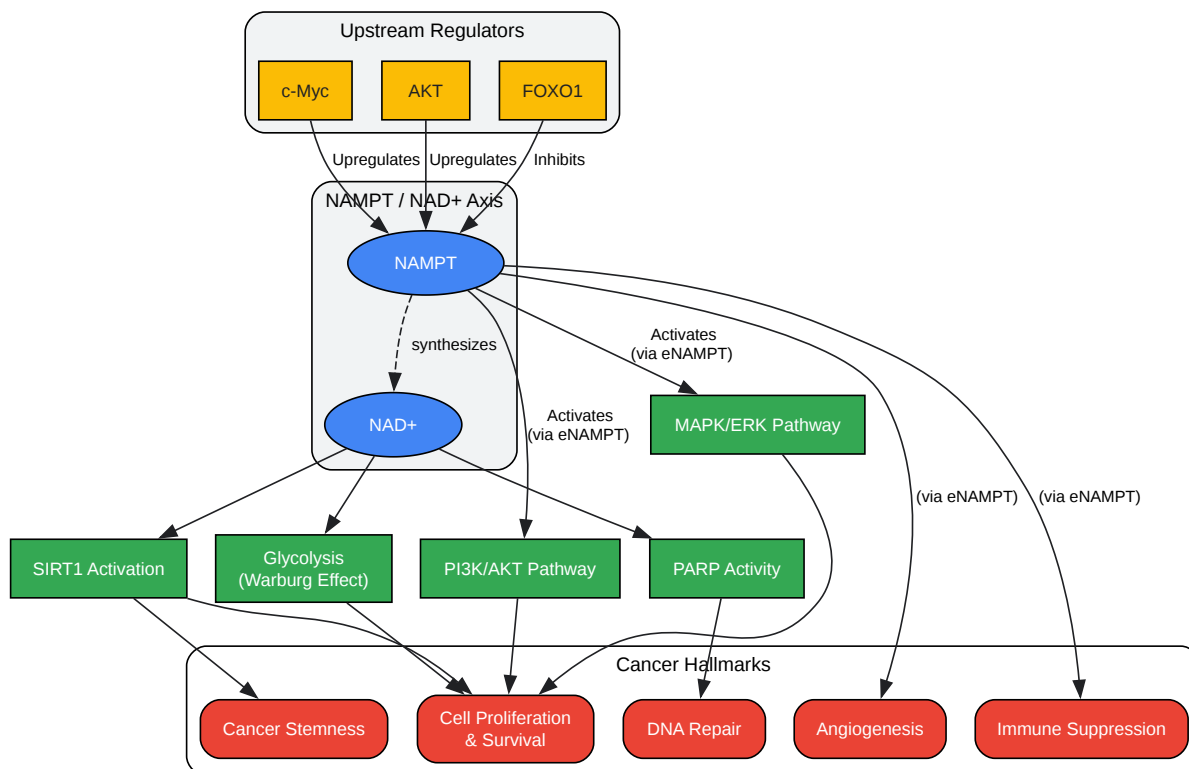 Upstream Regulators
c-Myc
AKT
FOXO1
Upregulates
Upregulates
Inhibits
NAMPT / NAD+ Axis
NAMPT
synthesizes
Activates
(via eNAMPT)
NAD+
Activates
(via eNAMPT)
MAPK/ERK Pathway
(via eNAMPT)
(via eNAMPT)
SIRT1 Activation
Glycolysis
(Warburg Effect)
PI3K/AKT Pathway
PARP Activity
Cancer Hallmarks
Cancer Stemness
Cell Proliferation
& Survival
DNA Repair
Angiogenesis
Immune Suppression